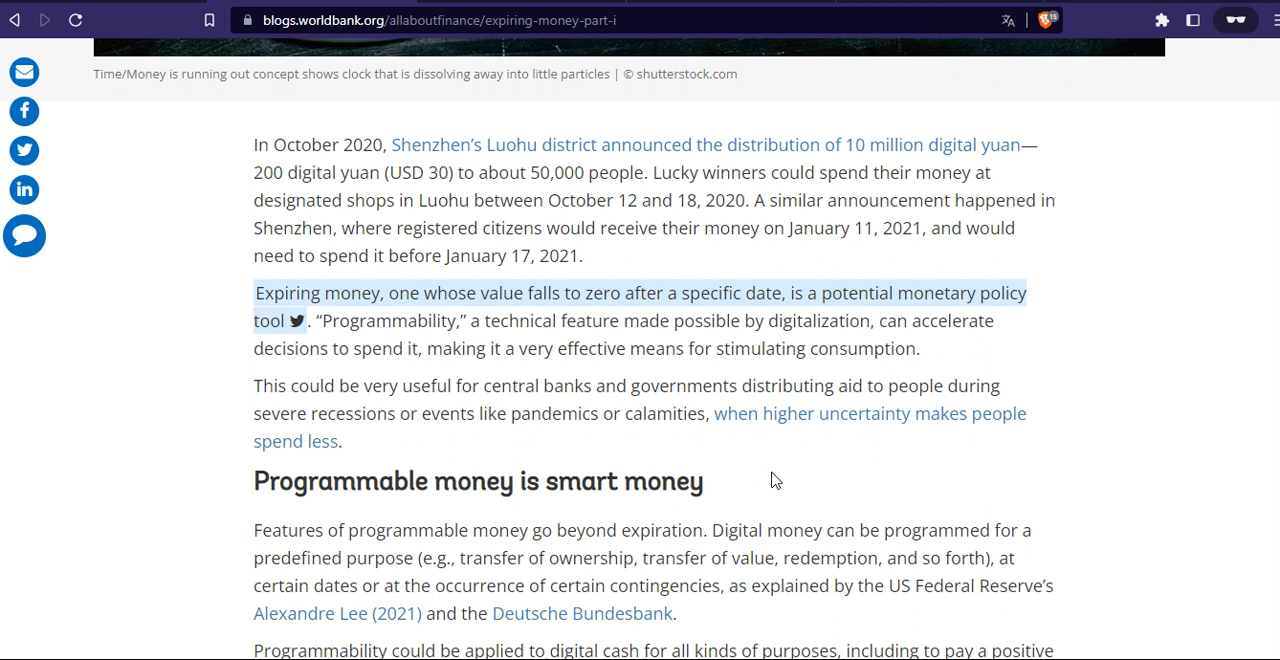 blogs.worldbank.org/allaboutfinance/expiring-money-part-i
15
Time/Money is running out concept shows clock that is dissolving away into little particles | © shutterstock.com
In October 2020, Shenzhen’s Luohu district announced the distribution of 10 million digital yuan—
200 digital yuan (USD 30) to about 50,000 people. Lucky winners could spend their money at
designated shops in Luohu between October 12 and 18, 2020. A similar announcement happened in
Shenzhen, where registered citizens would receive their money on January 11, 2021, and would
need to spend it before January 17, 2021.
Expiring money, one whose value falls to zero after a specific date, is a potential monetary policy
tool . “Programmability,” a technical feature made possible by digitalization, can accelerate
decisions to spend it, making it a very effective means for stimulating consumption.
This could be very useful for central banks and governments distributing aid to people during
severe recessions or events like pandemics or calamities, when higher uncertainty makes people
spend less.
Programmable money is smart money
Features of programmable money go beyond expiration. Digital money can be programmed for a
predefined purpose (e.g., transfer of ownership, transfer of value, redemption, and so forth), at
certain dates or at the occurrence of certain contingencies, as explained by the US Federal Reserve’s
Alexandre Lee (2021) and the Deutsche Bundesbank.
Programmability could be applied to digital cash for all kinds of purposes, including to pay a positive